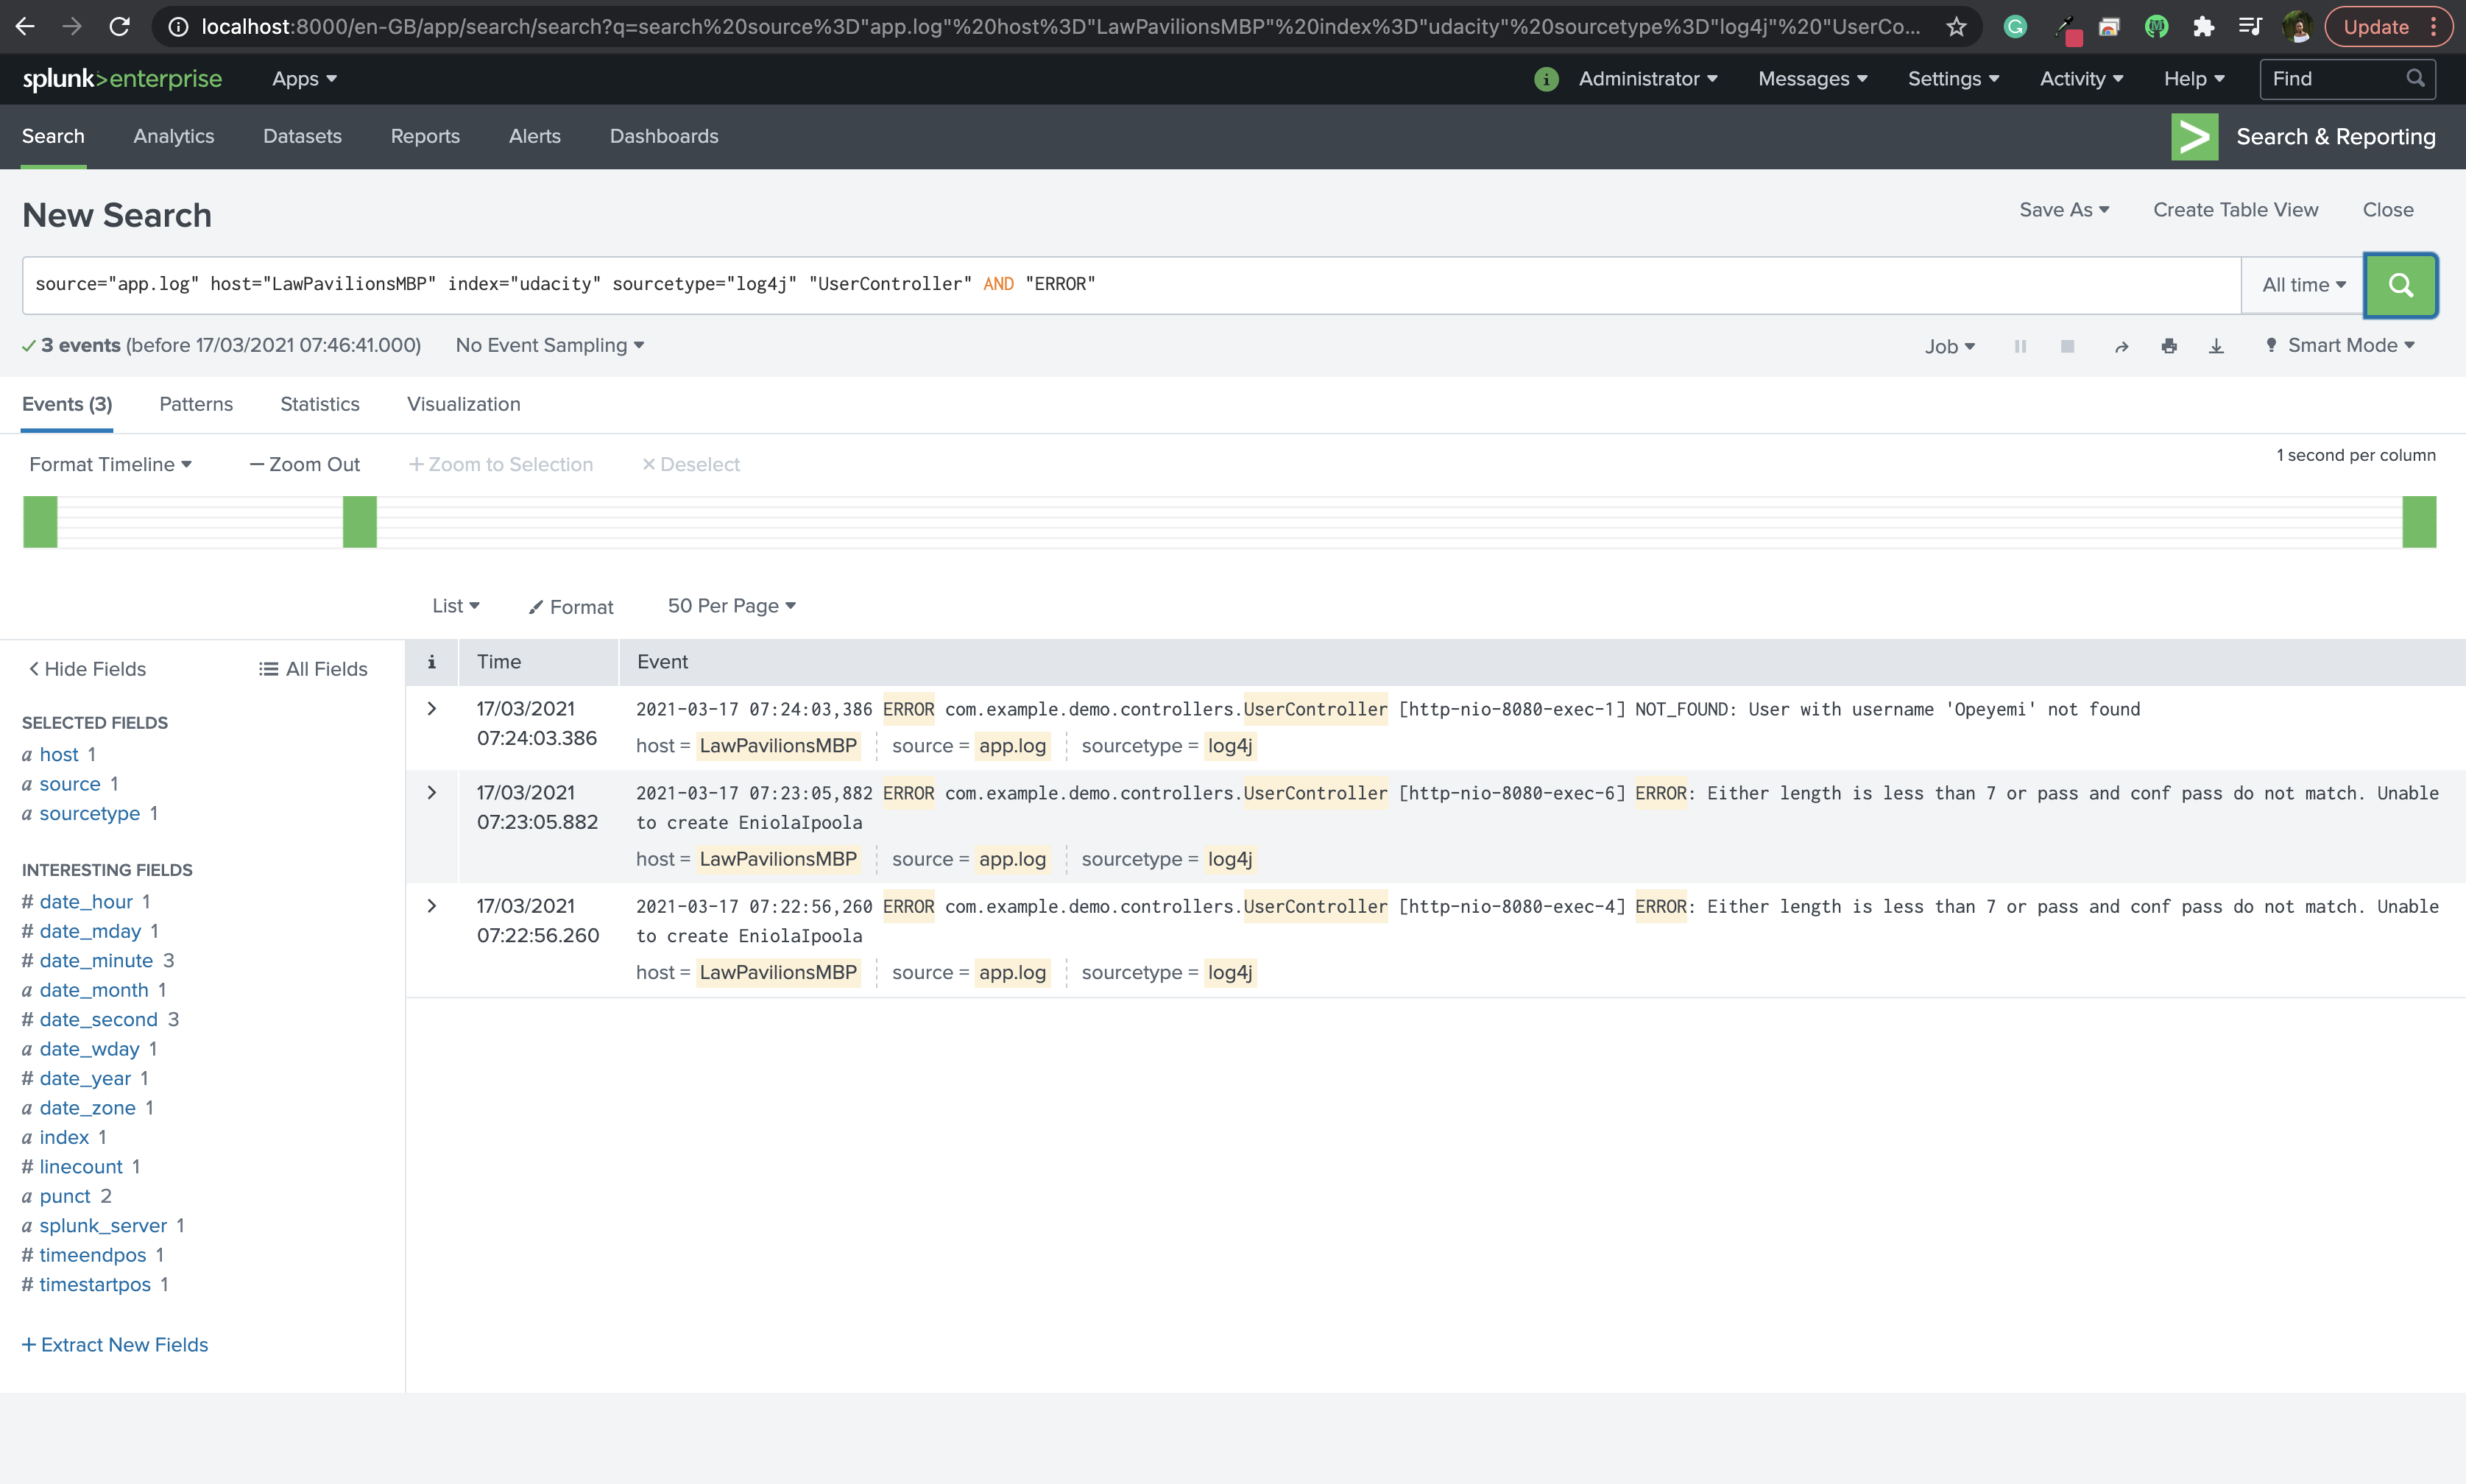 localhost:8000/en-GB/app/search/search?q=search%20source%3D"app.log"%20host%3D"LawPavilionsMBP"%20index%3D"udacity"%20sourcetype%3D"log4j"%20"UserCo...
Update
splunk>enterprise Apps
i Administrator Messages Settings Activity Help Find
Search Analytics Datasets Reports Alerts Dashboards
> Search & Reporting
New Search
Save As Create Table View Close
source="app.log" host="LawPavilionsMBP" index="udacity" sourcetype="log4j" "UserController" AND "ERROR"
All time
3 events (before 17/03/2021 07:46:41.000) No Event Sampling
Job Smart Mode
Events (3) Patterns Statistics Visualization
Format Timeline — Zoom Out + Zoom to Selection × Deselect
1 second per column
List Format 50 Per Page
< Hide Fields All Fields
SELECTED FIELDS
a host 1
a source 1
a sourcetype 1
INTERESTING FIELDS
# date_hour 1
# date_mday 1
# date_minute 3
a date_month 1
# date_second 3
a date_wday 1
# date_year 1
a date_zone 1
a index 1
# linecount 1
a punct 2
a splunk_server 1
# timeendpos 1
# timestartpos 1
+ Extract New Fields
i Time Event
> 17/03/2021
07:24:03.386
2021-03-17 07:24:03,386 ERROR com.example.demo.controllers.UserController [http-nio-8080-exec-1] NOT_FOUND: User with username 'Opeyemi' not found
host = LawPavilionsMBP source = app.log sourcetype = log4j
> 17/03/2021
07:23:05.882
2021-03-17 07:23:05,882 ERROR com.example.demo.controllers.UserController [http-nio-8080-exec-6] ERROR: Either length is less than 7 or pass and conf pass do not match. Unable
to create EniolaIpoola
host = LawPavilionsMBP source = app.log sourcetype = log4j
> 17/03/2021
07:22:56.260
2021-03-17 07:22:56,260 ERROR com.example.demo.controllers.UserController [http-nio-8080-exec-4] ERROR: Either length is less than 7 or pass and conf pass do not match. Unable
to create EniolaIpoola
host = LawPavilionsMBP source = app.log sourcetype = log4j